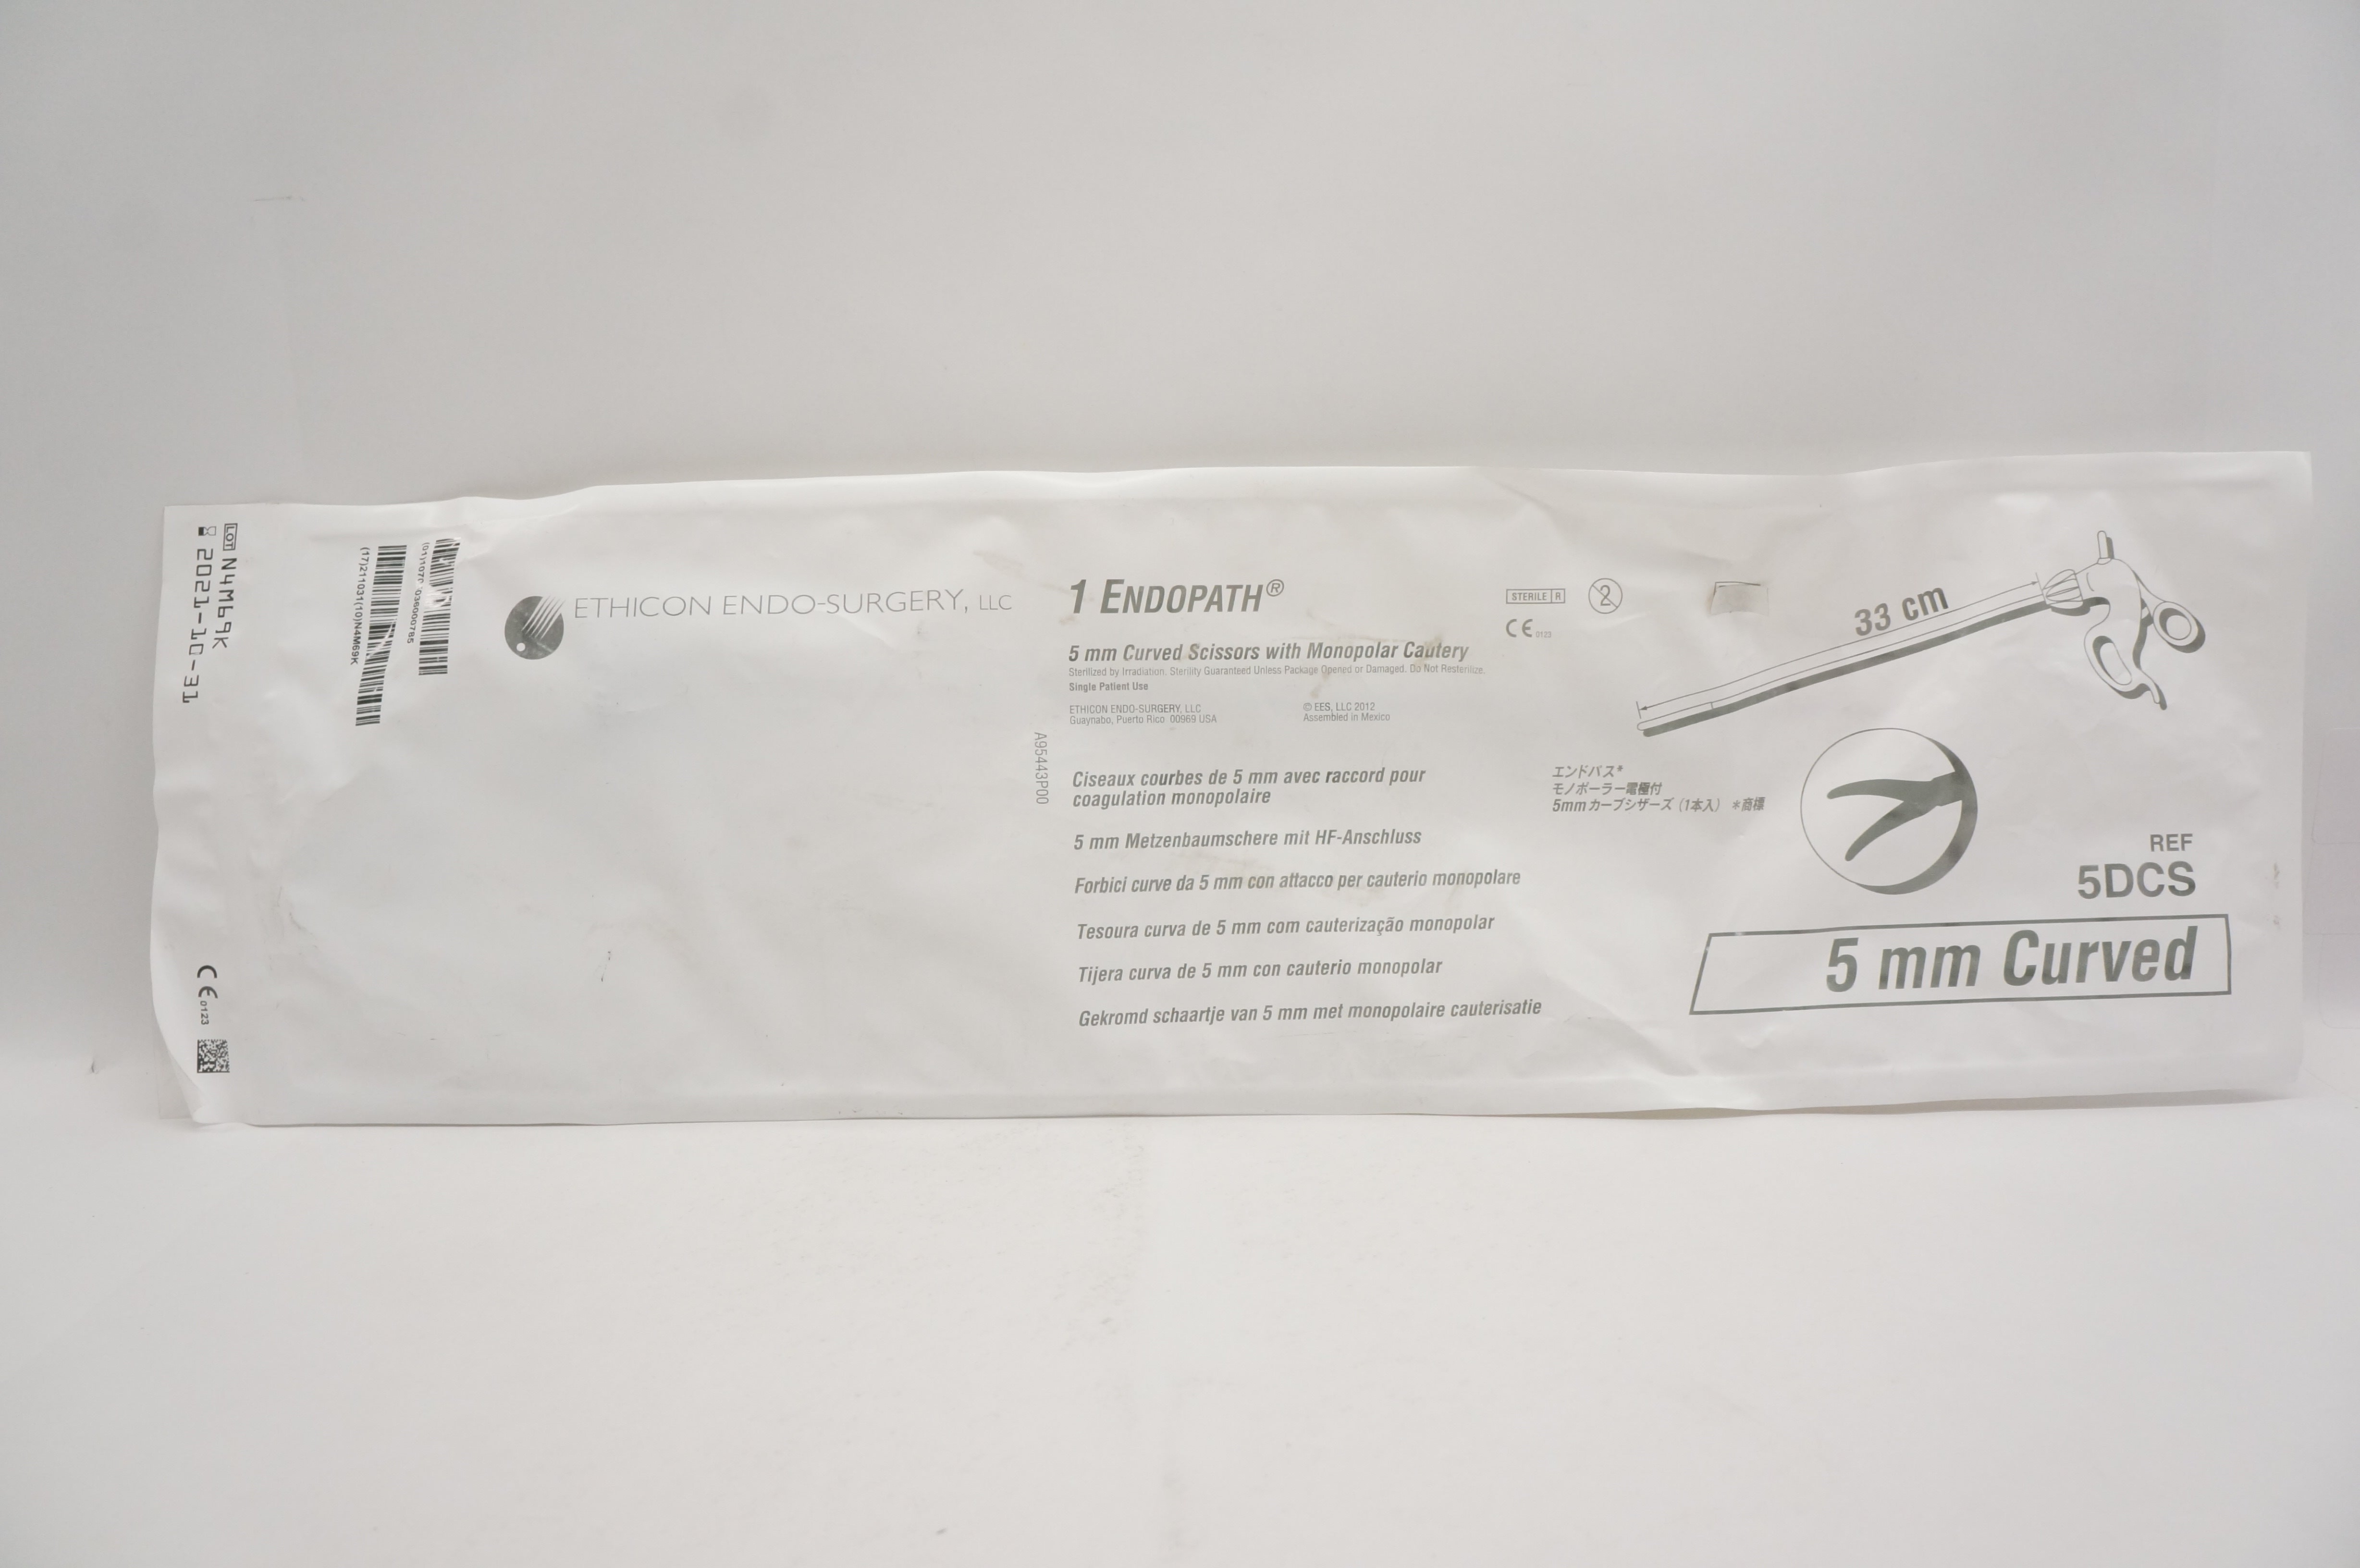 LOT N4M69K
2021-10-31
CE 0123
(17)211031(10)N4M69K
ETHICON ENDO-SURGERY, LLC
1 ENDOPATH®
5 mm Curved Scissors with Monopolar Cautery
Sterilized by Irradiation. Sterility Guaranteed Unless Package Opened or Damaged. Do Not Resterilize.
Single Patient Use
ETHICON ENDO-SURGERY, LLC
Guaynabo, Puerto Rico 00969 USA
© EES, LLC 2012
Assembled in Mexico
STERILE R
2
CE 0123
A95443P00
Ciseaux courbes de 5 mm avec raccord pour
coagulation monopolaire
5 mm Metzenbaumschere mit HF-Anschluss
Forbici curve da 5 mm con attacco per cauterio monopolare
Tesoura curva de 5 mm com cauterização monopolar
Tijera curva de 5 mm con cauterio monopolar
Gekromd schaartje van 5 mm met monopolaire cauterisatie
エンドパス*
モノポーラー電極付
5mmカーブシザーズ (1本入) *商標
33 cm
REF
5DCS
5 mm Curved